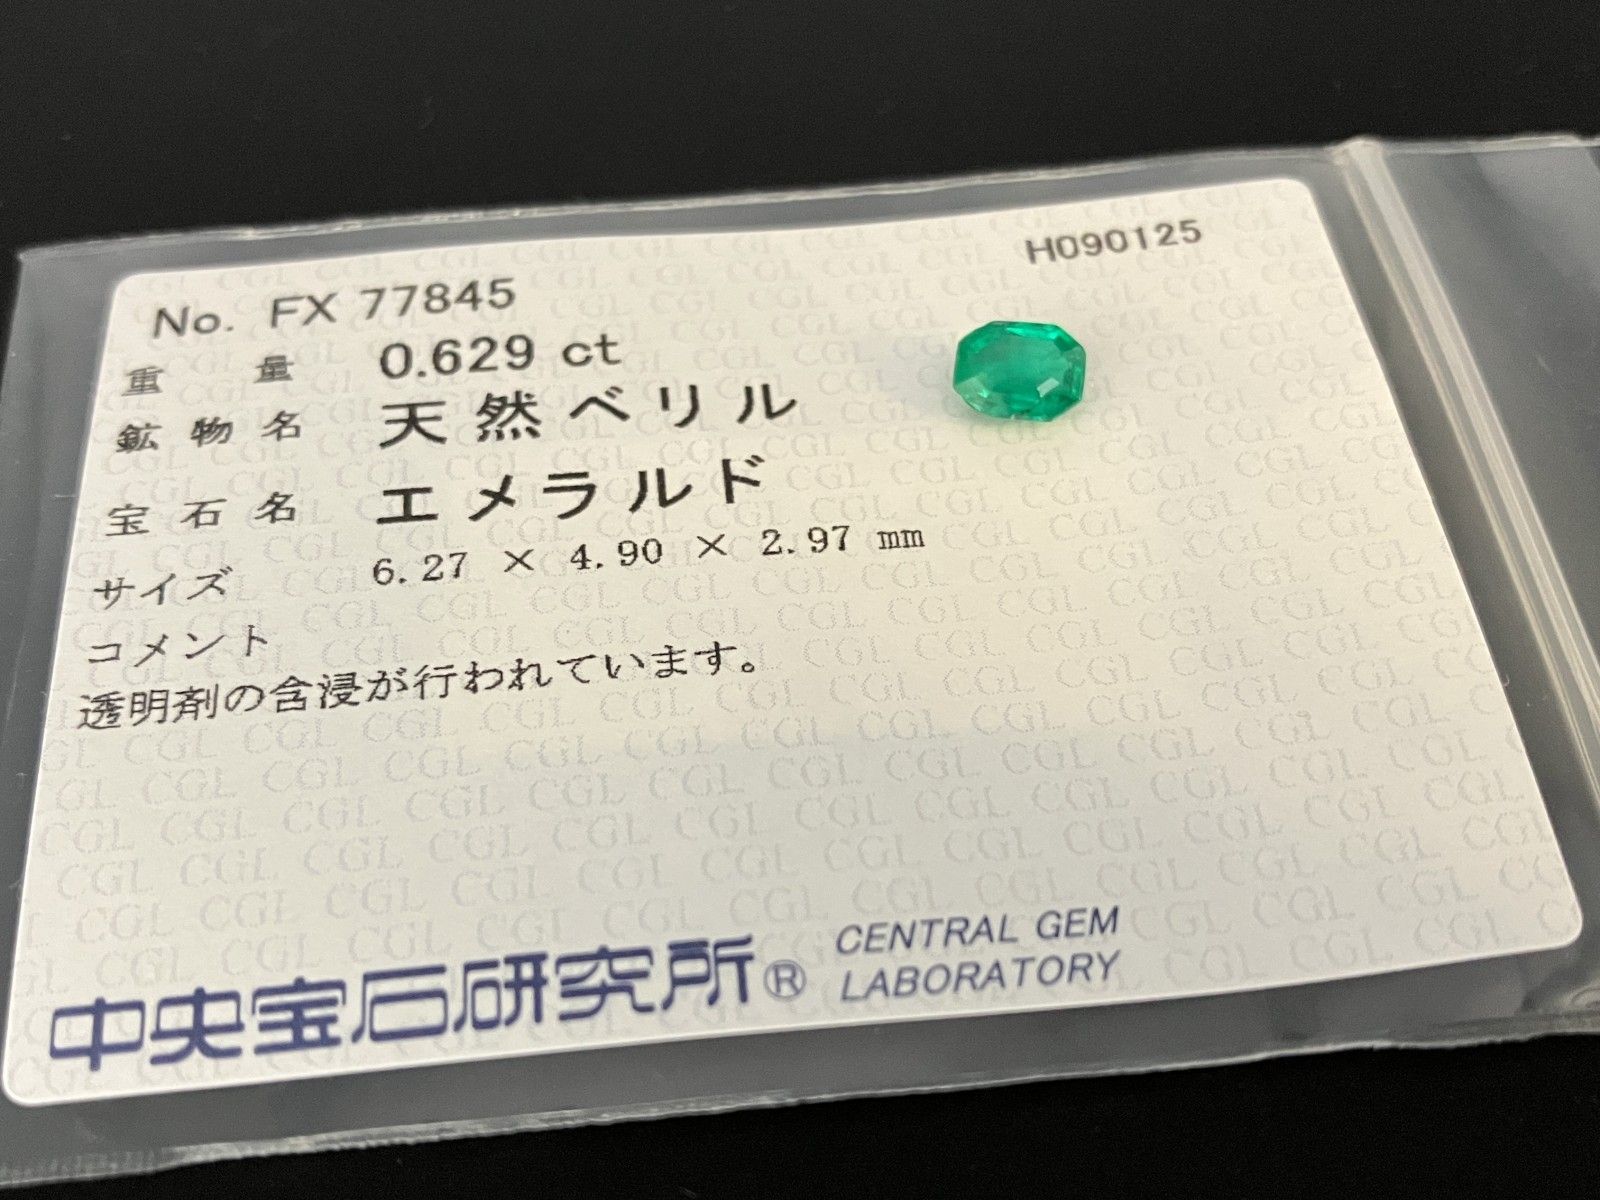 H090125
No. FX 77845
重量 0.629 ct
鉱物名 天然ベリル
宝石名 エメラルド
サイズ 6.27 × 4.90 × 2.97 mm
コメント
透明剤の含浸が行われています。
中央宝石研究所® CENTRAL GEM
LABORATORY